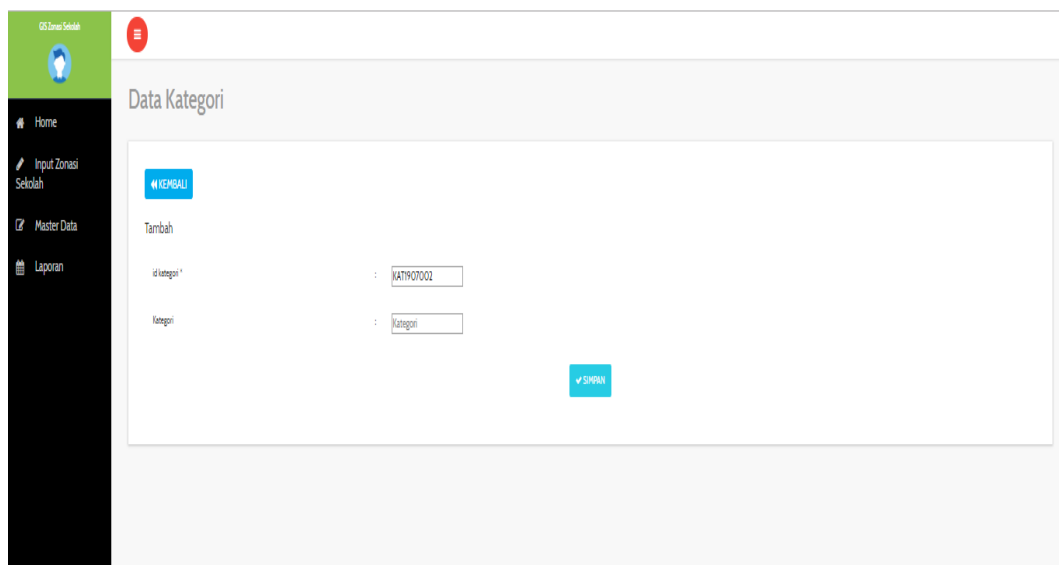 GIS Zonasi Sekolah
Home
Input Zonasi
Sekolah
Master Data
Laporan
Data Kategori
KEMBALI
Tambah
id kategori * : KAT1907002
Kategori : Kategori
SIMPAN